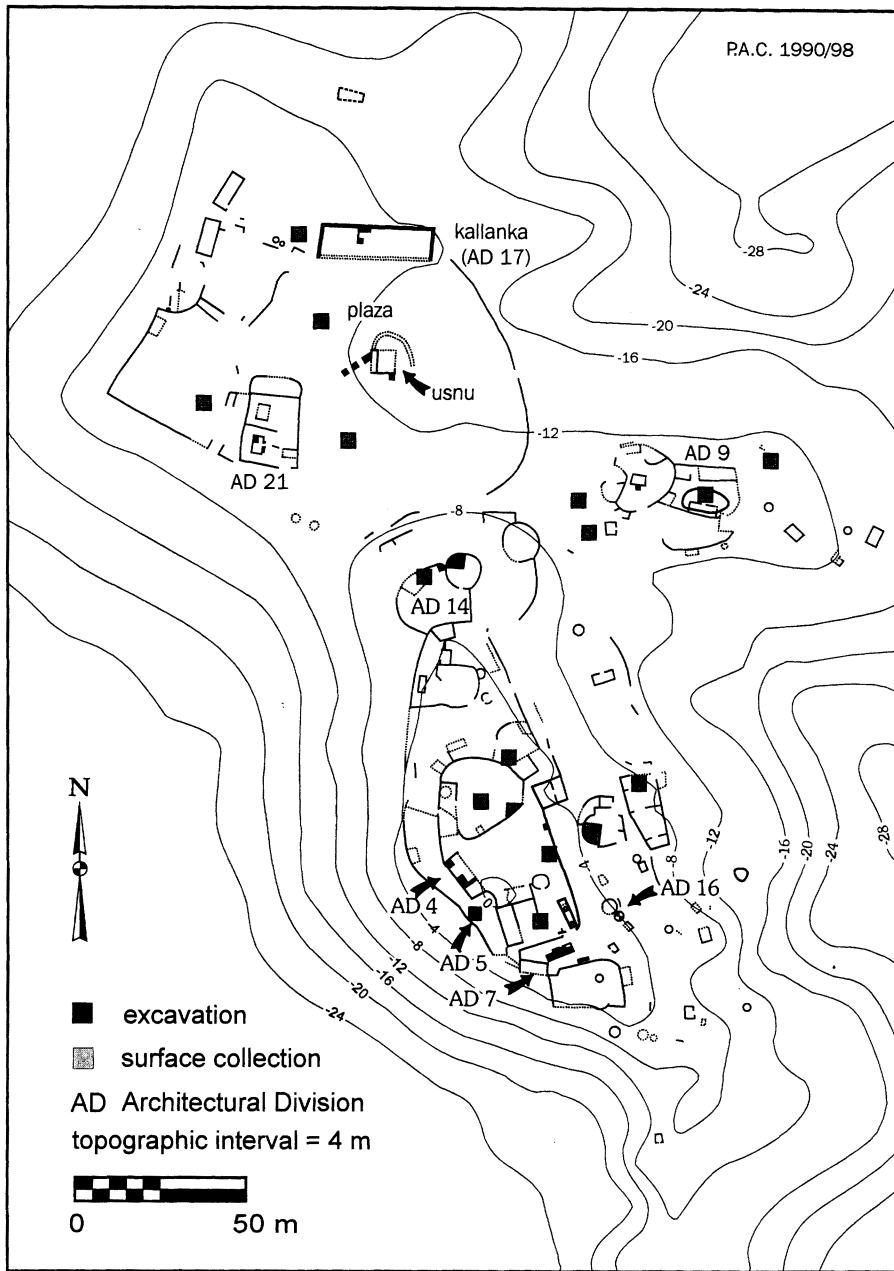 P.A.C. 1990/98
kallanka
(AD 17)
plaza
usnu
AD 21
AD 9
AD 14
AD 4
AD 5
AD 7
AD 16
-28
-24
-20
-16
-12
-8
-4
-8
-12
-16
-20
-24
-28
0
-4
-8
-12
-16
-20
-24
N
excavation
surface collection
AD Architectural Division
topographic interval = 4 m
0 50 m